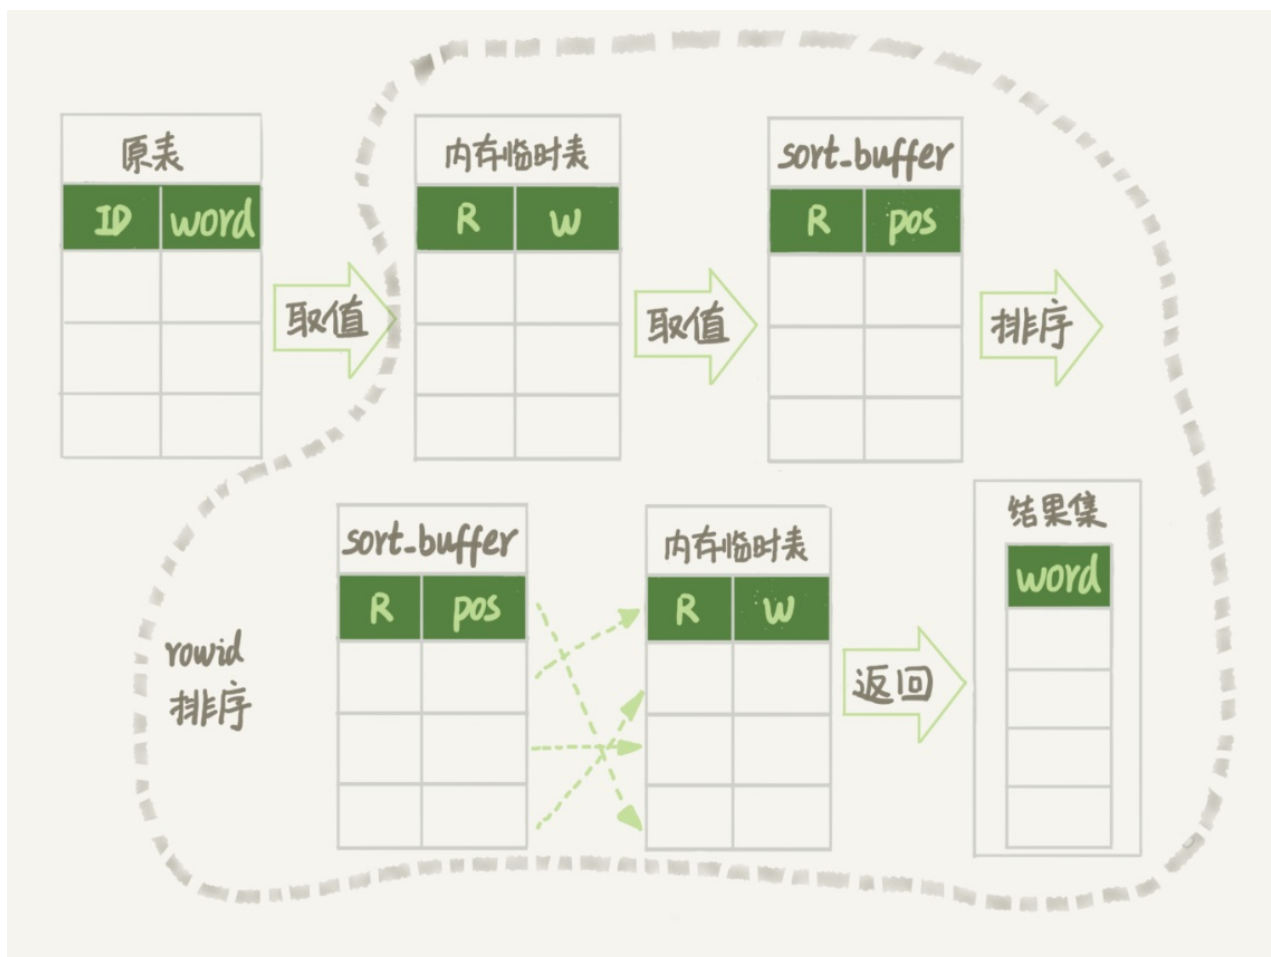 原表
ID word
取值
内存临时表
R W
取值
sort_buffer
R pos
排序
rowid
排序
sort_buffer
R pos
内存临时表
R W
返回
结果集
word